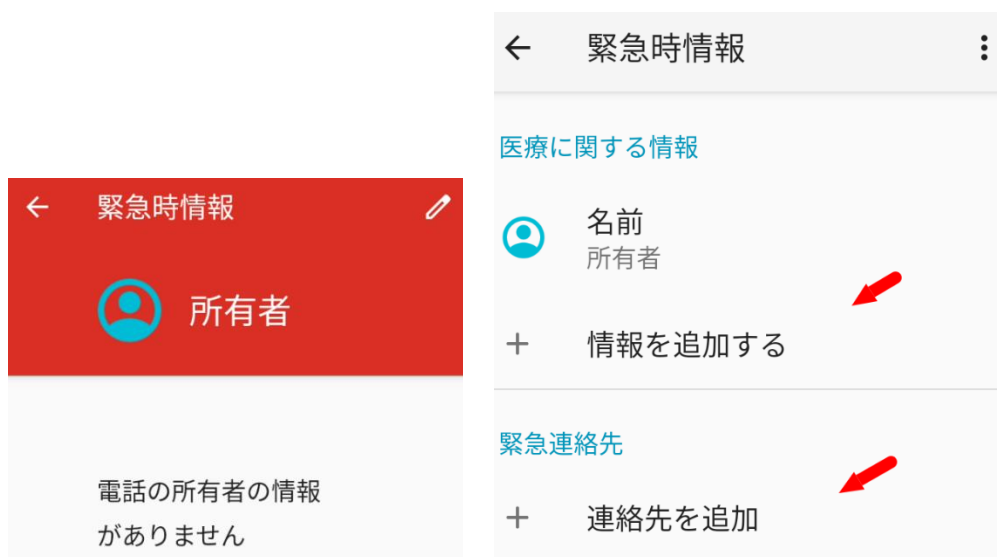 緊急時情報
所有者
電話の所有者の情報
がありません
緊急時情報
医療に関する情報
名前
所有者
情報を追加する
緊急連絡先
連絡先を追加